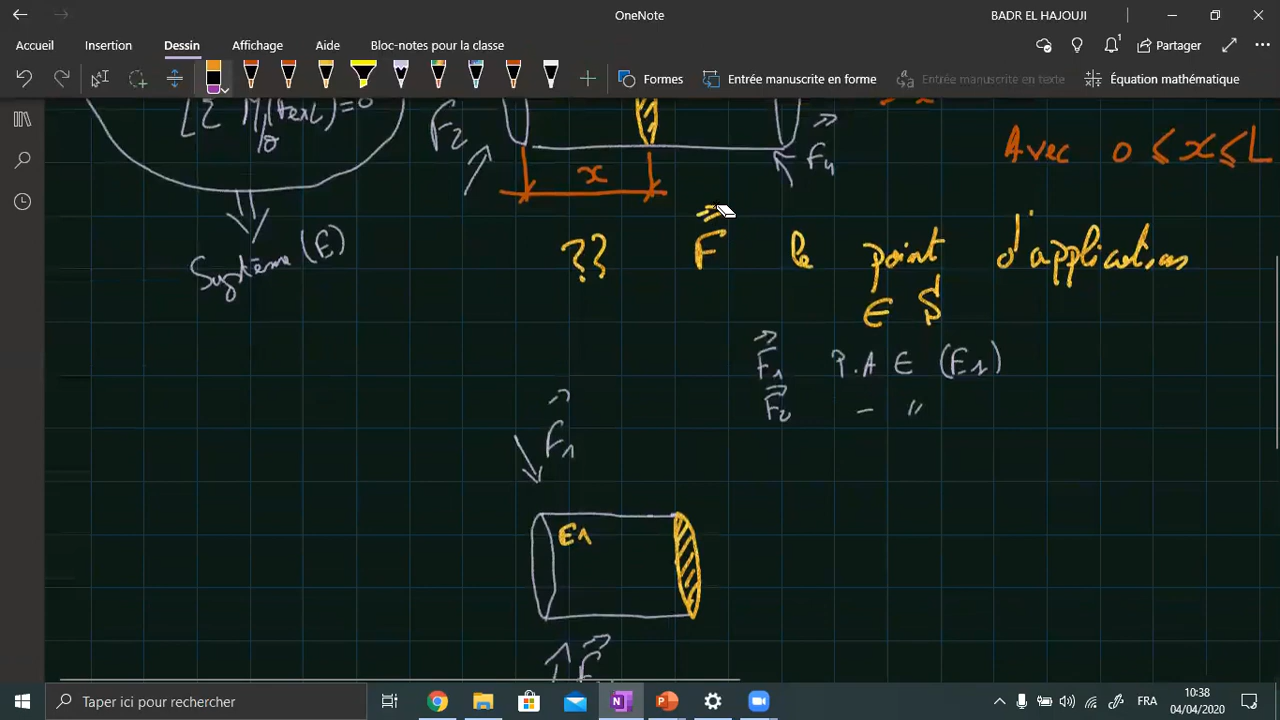 OneNote
BADR EL HAJOUJI
Accueil Insertion Dessin Affichage Aide Bloc-notes pour la classe
Partager
Formes Entrée manuscrite en forme Entrée manuscrite en texte Équation mathématique
F₂
x
F₄
Avec 0 ⩽ x ⩽ L
Système (E)
?? F le point d'application
∈ S
F₁ P.A ∈ (E₁)
F₂ – "
F₁
E₁
F
Taper ici pour rechercher
FRA
10:38
04/04/2020